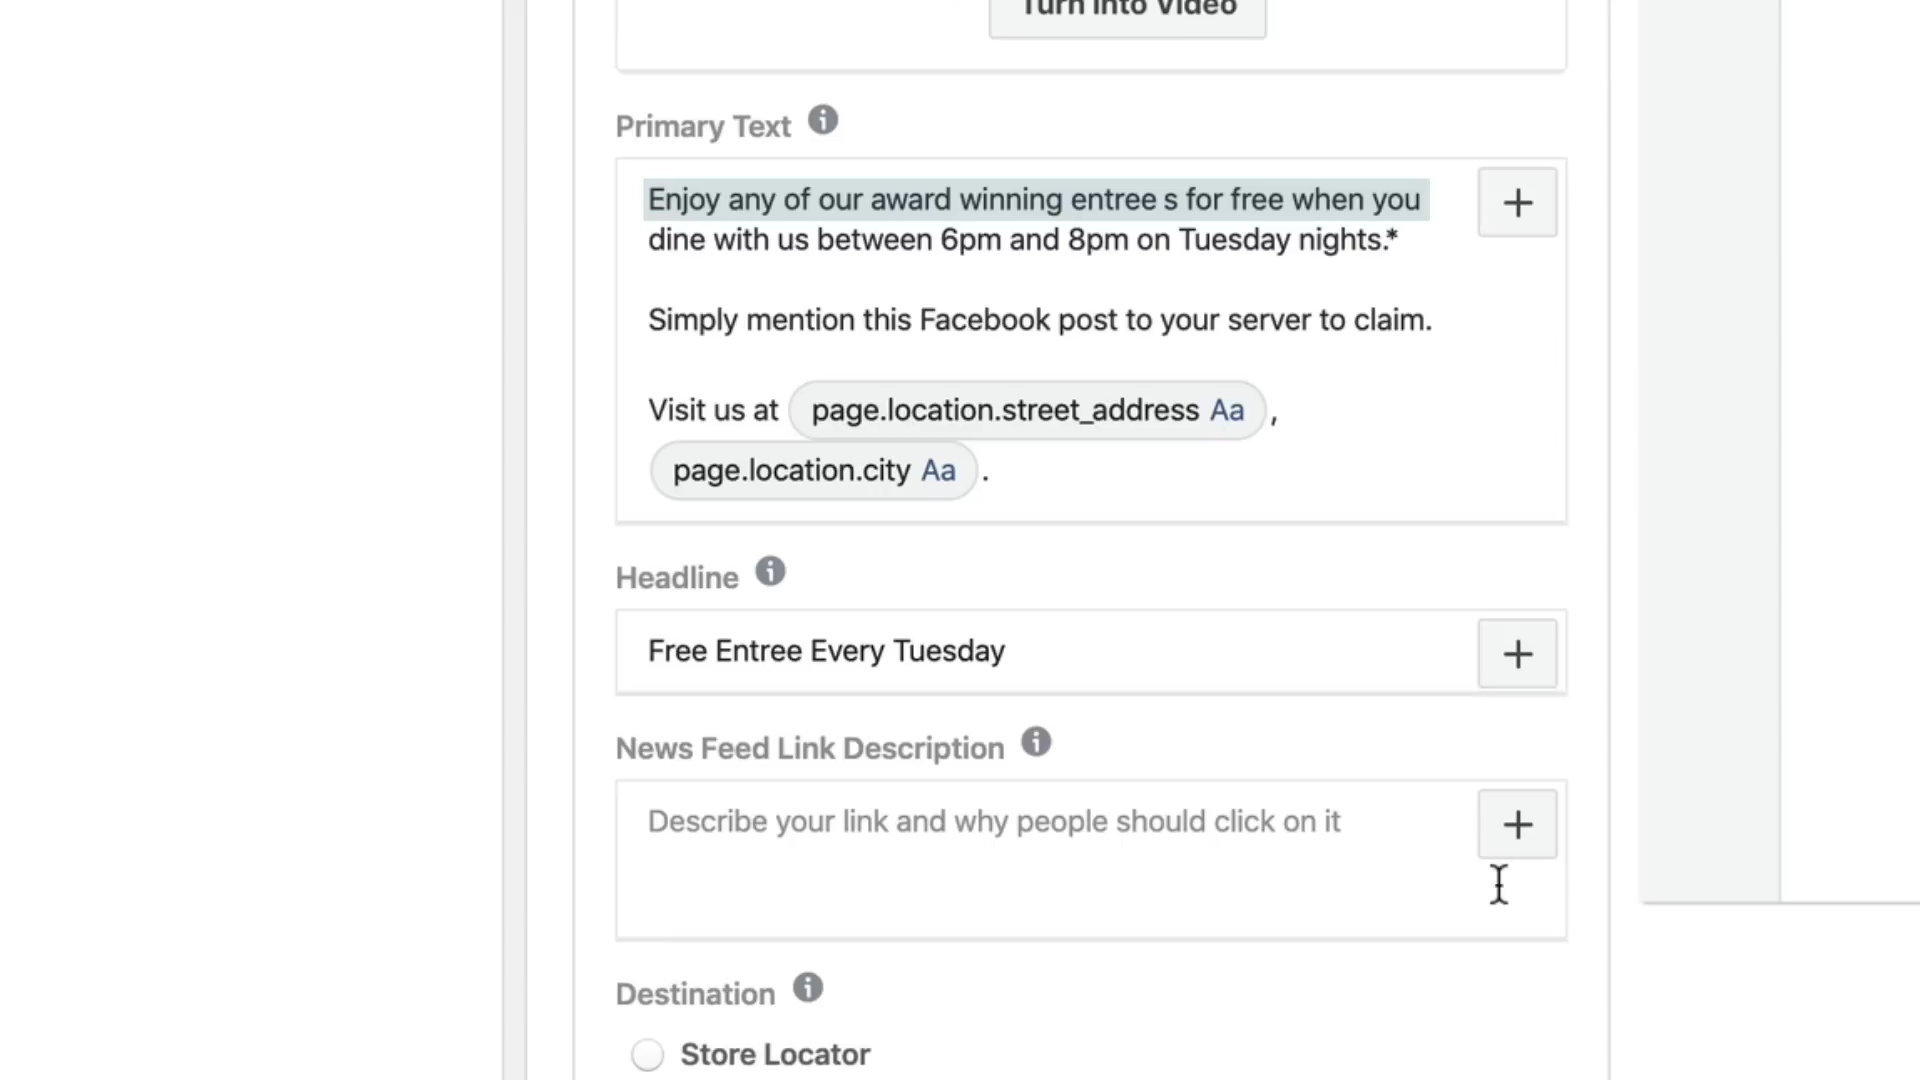 Turn Into Video
Primary Text
Enjoy any of our award winning entree s for free when you
dine with us between 6pm and 8pm on Tuesday nights.*
Simply mention this Facebook post to your server to claim.
Visit us at page.location.street_address Aa ,
page.location.city Aa .
Headline
Free Entree Every Tuesday
News Feed Link Description
Describe your link and why people should click on it
Destination
Store Locator